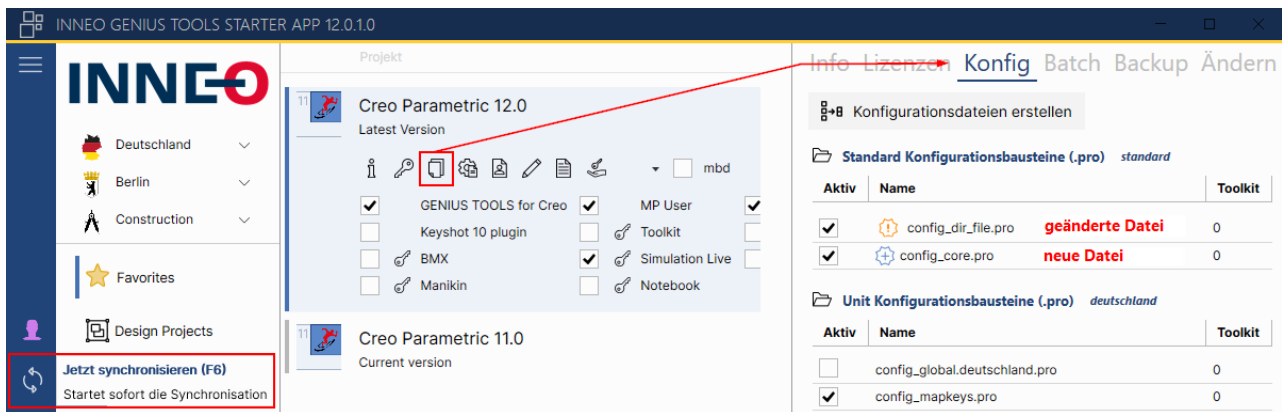 INNEO GENIUS TOOLS STARTER APP 12.0.1.0
INNEO
Deutschland
Berlin
Construction
Favorites
Design Projects
Jetzt synchronisieren (F6)
Startet sofort die Synchronisation
Projekt
11
Creo Parametric 12.0
Latest Version
mbd
GENIUS TOOLS for Creo
MP User
Keyshot 10 plugin
Toolkit
BMX
Simulation Live
Manikin
Notebook
11
Creo Parametric 11.0
Current version
Info Lizenzen Konfig Batch Backup Ändern
Konfigurationsdateien erstellen
Standard Konfigurationsbausteine (.pro) standard
Aktiv Name Toolkit
config_dir_file.pro geänderte Datei 0
config_core.pro neue Datei 0
Unit Konfigurationsbausteine (.pro) deutschland
Aktiv Name Toolkit
config_global.deutschland.pro 0
config_mapkeys.pro 0